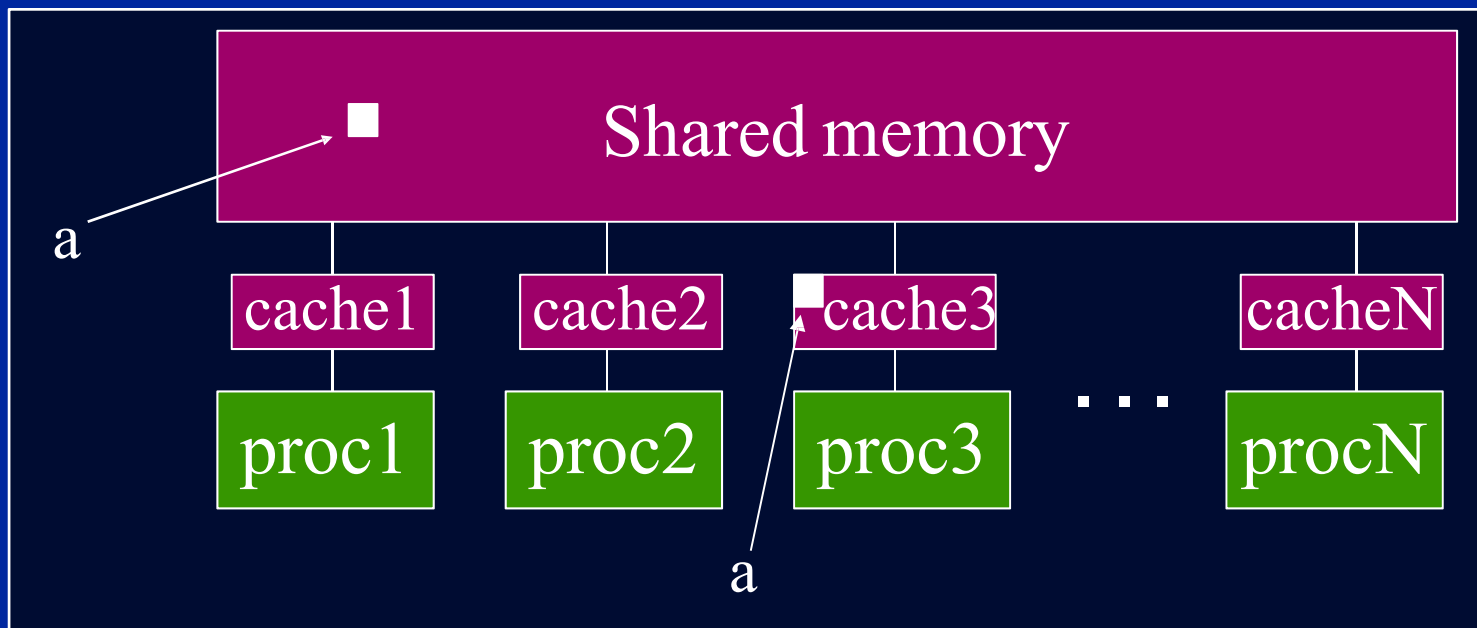 Shared memory
a
cache1 cache2 cache3 cacheN
. . .
proc1 proc2 proc3 procN
a